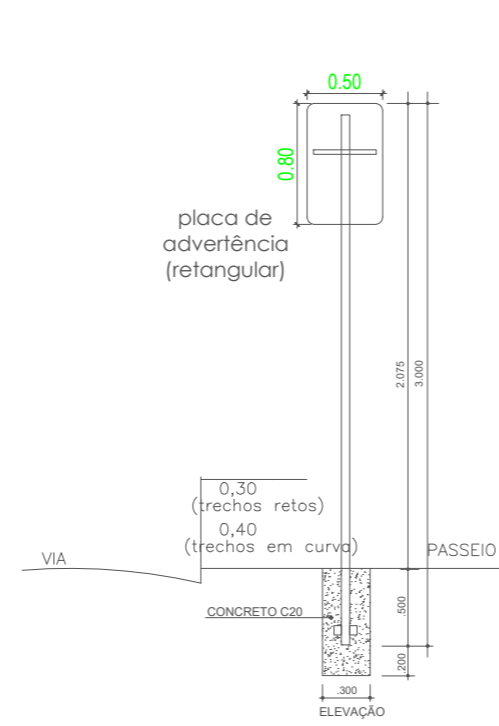 0.50
0.80
placa de
advertência
(retangular)
2.075
3.000
0,30
(trechos retos)
0,40
(trechos em curva)
VIA
PASSEIO
CONCRETO C20
.500
.200
.300
ELEVAÇÃO